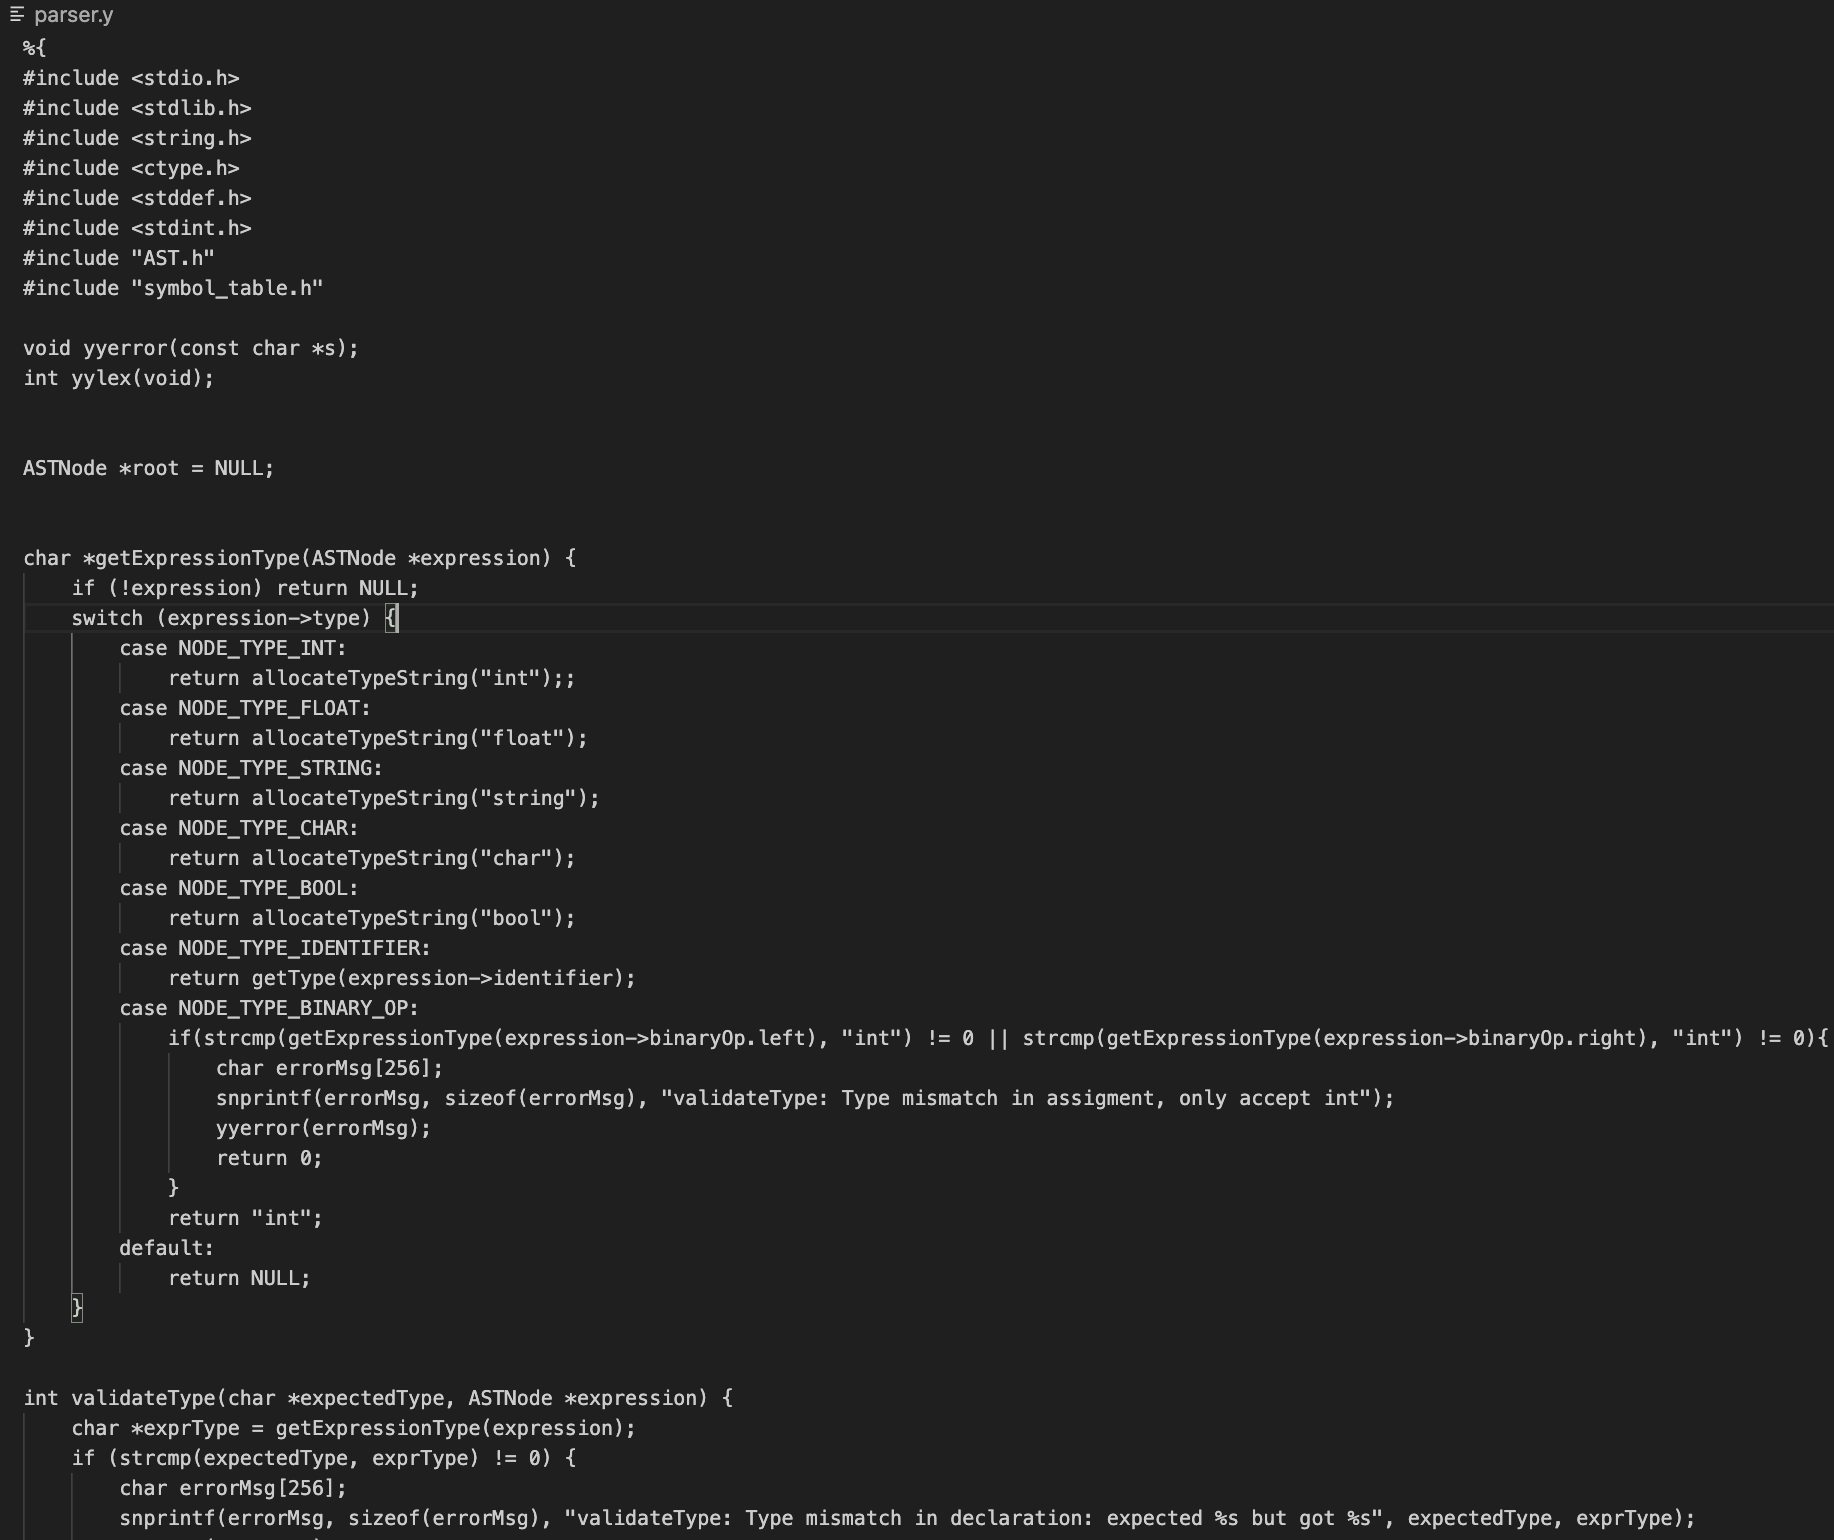 parser.y
%{
#include <stdio.h>
#include <stdlib.h>
#include <string.h>
#include <ctype.h>
#include <stddef.h>
#include <stdint.h>
#include "AST.h"
#include "symbol_table.h"

void yyerror(const char *s);
int yylex(void);


ASTNode *root = NULL;


char *getExpressionType(ASTNode *expression) {
    if (!expression) return NULL;
    switch (expression->type) {
        case NODE_TYPE_INT:
            return allocateTypeString("int");;
        case NODE_TYPE_FLOAT:
            return allocateTypeString("float");
        case NODE_TYPE_STRING:
            return allocateTypeString("string");
        case NODE_TYPE_CHAR:
            return allocateTypeString("char");
        case NODE_TYPE_BOOL:
            return allocateTypeString("bool");
        case NODE_TYPE_IDENTIFIER:
            return getType(expression->identifier);
        case NODE_TYPE_BINARY_OP:
            if(strcmp(getExpressionType(expression->binaryOp.left), "int") != 0 || strcmp(getExpressionType(expression->binaryOp.right), "int") != 0){
                char errorMsg[256];
                snprintf(errorMsg, sizeof(errorMsg), "validateType: Type mismatch in assigment, only accept int");
                yyerror(errorMsg);
                return 0;
            }
            return "int";
        default:
            return NULL;
    }
}

int validateType(char *expectedType, ASTNode *expression) {
    char *exprType = getExpressionType(expression);
    if (strcmp(expectedType, exprType) != 0) {
        char errorMsg[256];
        snprintf(errorMsg, sizeof(errorMsg), "validateType: Type mismatch in declaration: expected %s but got %s", expectedType, exprType);